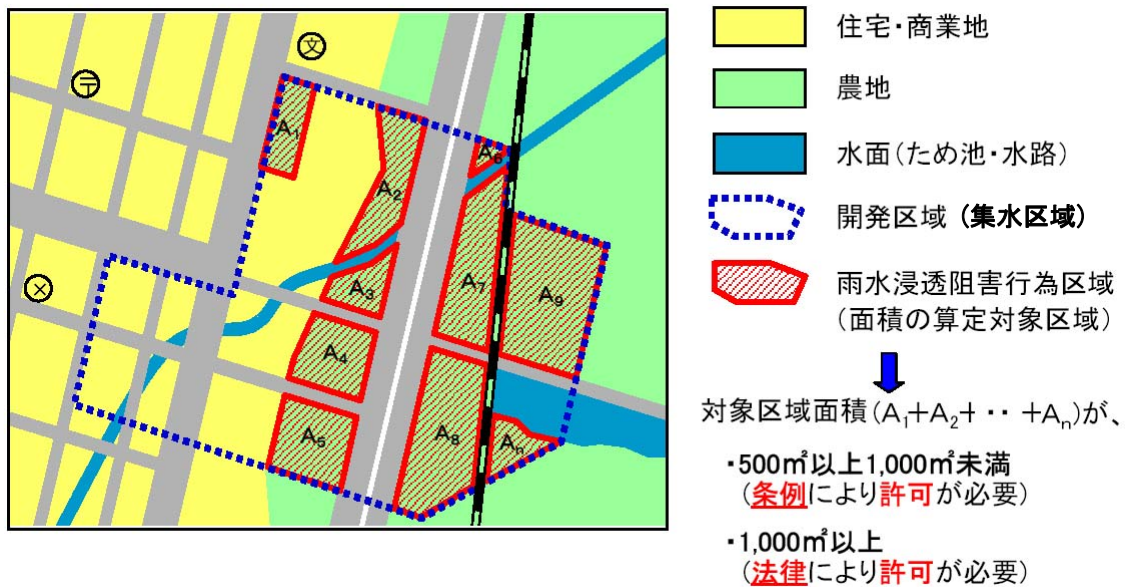 文
〒
×
A₁
A₂
A₃
A₄
A₅
A₆
A₇
A₈
A₉
Aₙ
住宅・商業地
農地
水面(ため池・水路)
開発区域 (集水区域)
雨水浸透阻害行為区域
(面積の算定対象区域)
対象区域面積(A₁+A₂+ ・・ +Aₙ)が、
・500㎡以上1,000㎡未満
(条例により許可が必要)
・1,000㎡以上
(法律により許可が必要)